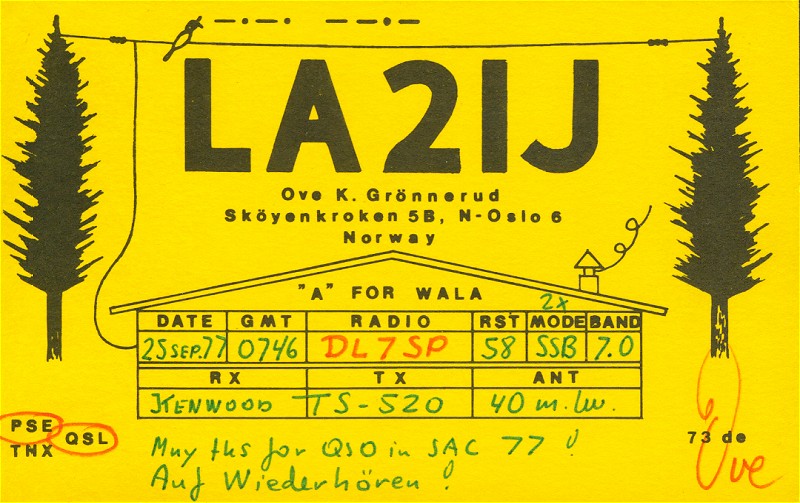 LA2IJ
Ove K. Grönnerud
Sköyenkroken 5B, N-Oslo 6
Norway
"A" FOR WALA
2x
DATE GMT RADIO RST MODE BAND
25 SEP. 77 0746 DL7SP 58 SSB 7.0
RX TX ANT
KENWOOD TS-520 40 m. lw.
PSE QSL
TNX
Mny tks for QSO in SAC 77!
Auf Wiederhören!
73 de
Ove